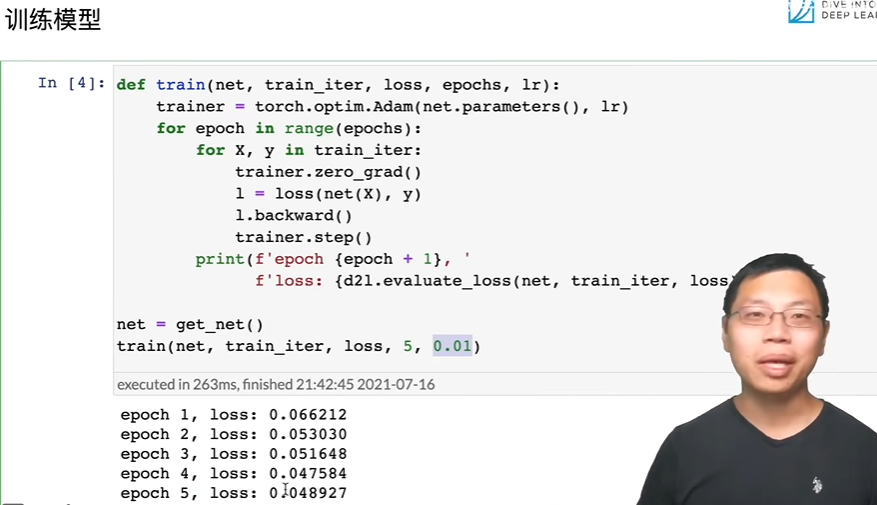 训练模型
DIVE INTO
DEEP LEAR
In [4]:
def train(net, train_iter, loss, epochs, lr):
    trainer = torch.optim.Adam(net.parameters(), lr)
    for epoch in range(epochs):
        for X, y in train_iter:
            trainer.zero_grad()
            l = loss(net(X), y)
            l.backward()
            trainer.step()
        print(f'epoch {epoch + 1}, '
              f'loss: {d2l.evaluate_loss(net, train_iter, loss
net = get_net()
train(net, train_iter, loss, 5, 0.01)
executed in 263ms, finished 21:42:45 2021-07-16
epoch 1, loss: 0.066212
epoch 2, loss: 0.053030
epoch 3, loss: 0.051648
epoch 4, loss: 0.047584
epoch 5, loss: 0.048927